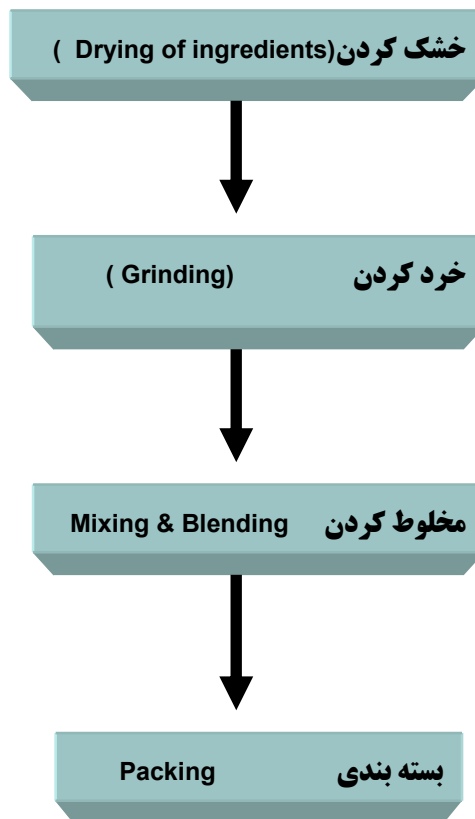 خشک کردن(Drying of ingredients )
خرد کردن (Grinding )
مخلوط کردن Mixing & Blending
بسته بندی Packing